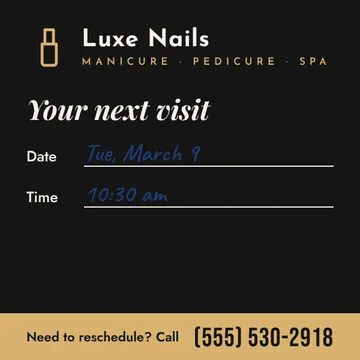 Luxe Nails
MANICURE · PEDICURE · SPA
Your next visit
Date Tue, March 9
Time 10:30 am
Need to reschedule? Call (555) 530-2918